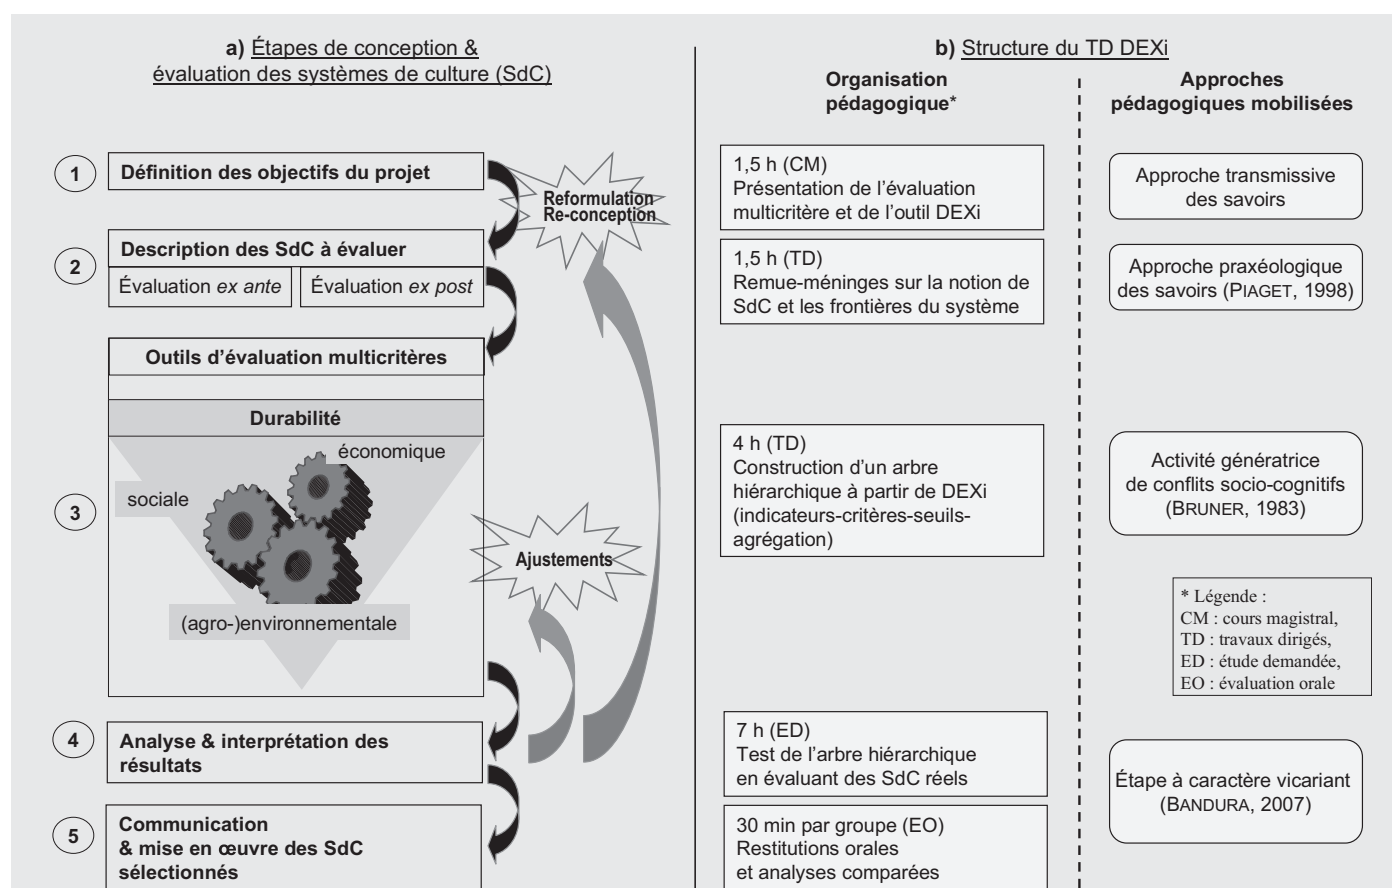 a) Étapes de conception &
évaluation des systèmes de culture (SdC)
1
Définition des objectifs du projet
Reformulation
Re-conception
2
Description des SdC à évaluer
Évaluation ex ante
Évaluation ex post
Outils d’évaluation multicritères
Durabilité
économique
sociale
3
Ajustements
(agro-)environnementale
4
Analyse & interprétation des
résultats
5
Communication
& mise en œuvre des SdC
sélectionnés
b) Structure du TD DEXi
Organisation
pédagogique*
Approches
pédagogiques mobilisées
1,5 h (CM)
Présentation de l’évaluation
multicritère et de l’outil DEXi
Approche transmissive
des savoirs
1,5 h (TD)
Remue-méninges sur la notion de
SdC et les frontières du système
Approche praxéologique
des savoirs (PIAGET, 1998)
4 h (TD)
Construction d’un arbre
hiérarchique à partir de DEXi
(indicateurs-critères-seuils-
agrégation)
Activité génératrice
de conflits socio-cognitifs
(BRUNER, 1983)
* Légende :
CM : cours magistral,
TD : travaux dirigés,
ED : étude demandée,
EO : évaluation orale
7 h (ED)
Test de l’arbre hiérarchique
en évaluant des SdC réels
Étape à caractère vicariant
(BANDURA, 2007)
30 min par groupe (EO)
Restitutions orales
et analyses comparées